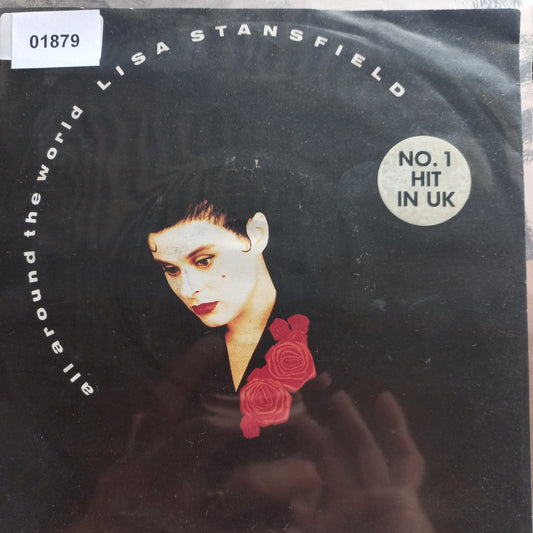 01879
all around the world LISA STANSFIELD
NO. 1
HIT
IN UK